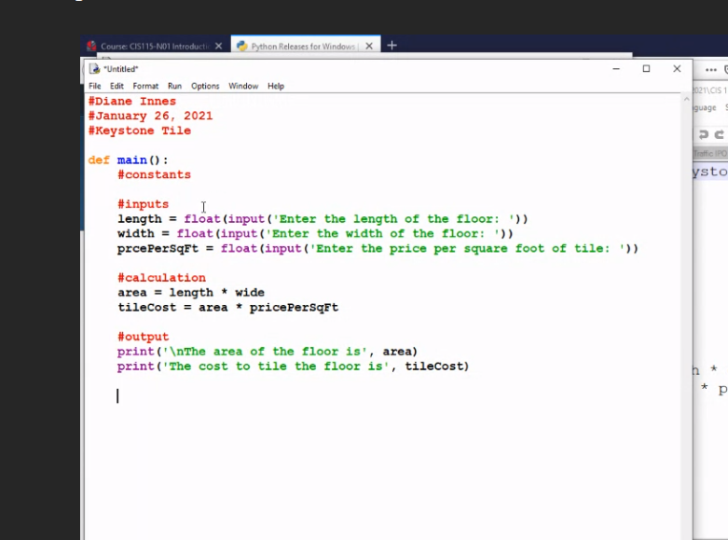 Course: CIS115-N01 Introducti
Python Releases for Windows |
*Untitled*
File Edit Format Run Options Window Help
#Diane Innes
#January 26, 2021
#Keystone Tile
def main():
#constants
#inputs
length = float(input('Enter the length of the floor: '))
width = float(input('Enter the width of the floor: '))
prcePerSqFt = float(input('Enter the price per square foot of tile: '))
#calculation
area = length * wide
tileCost = area * pricePerSqFt
#output
print('\nThe area of the floor is', area)
print('The cost to tile the floor is', tileCost)
021\CIS 1
guage
ysto
h *
* p